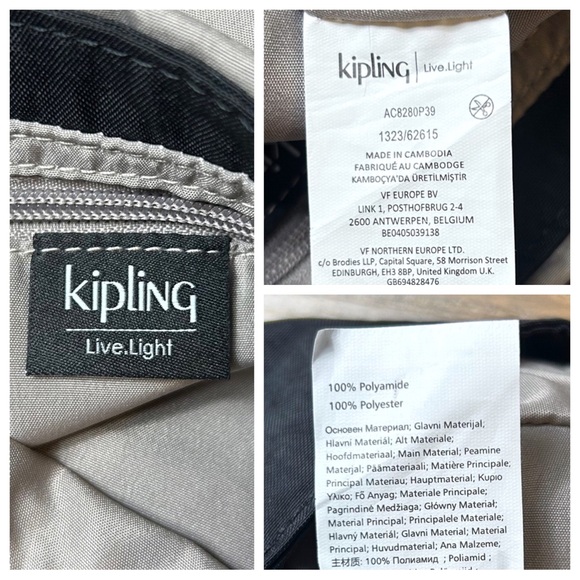 kipling
Live.Light
kipling | Live.Light
AC8280P39
1323/62615
MADE IN CAMBODIA
FABRIQUÉ AU CAMBODGE
KAMBOÇYA'DA ÜRETİLMİŞTİR
VF EUROPE BV
LINK 1, POSTHOFBRUG 2-4
2600 ANTWERPEN, BELGIUM
BE0405039138
VF NORTHERN EUROPE LTD.
c/o Brodies LLP, Capital Square, 58 Morrison Street
EDINBURGH, EH3 8BP, United Kingdom U.K.
GB694828476
100% Polyamide
100% Polyester
Основен Материал; Glavni Materijal;
Hlavní Materiál; Alt Materiale;
Hoofdmateriaal; Main Material; Peamine
Materjal; Päämateriaali; Matière Principale;
Principal Materiau; Hauptmaterial; Κυριο
Υλικο; Fő Anyag; Materiale Principale;
Pagrindinė Medžiaga; Główny Materiał;
Material Principal; Principalele Materiale;
Hlavný Materiál; Glavni Material; Material
Principal; Huvudmaterial; Ana Malzeme;
主材质: 100% Полиамид ; Poliamid ;